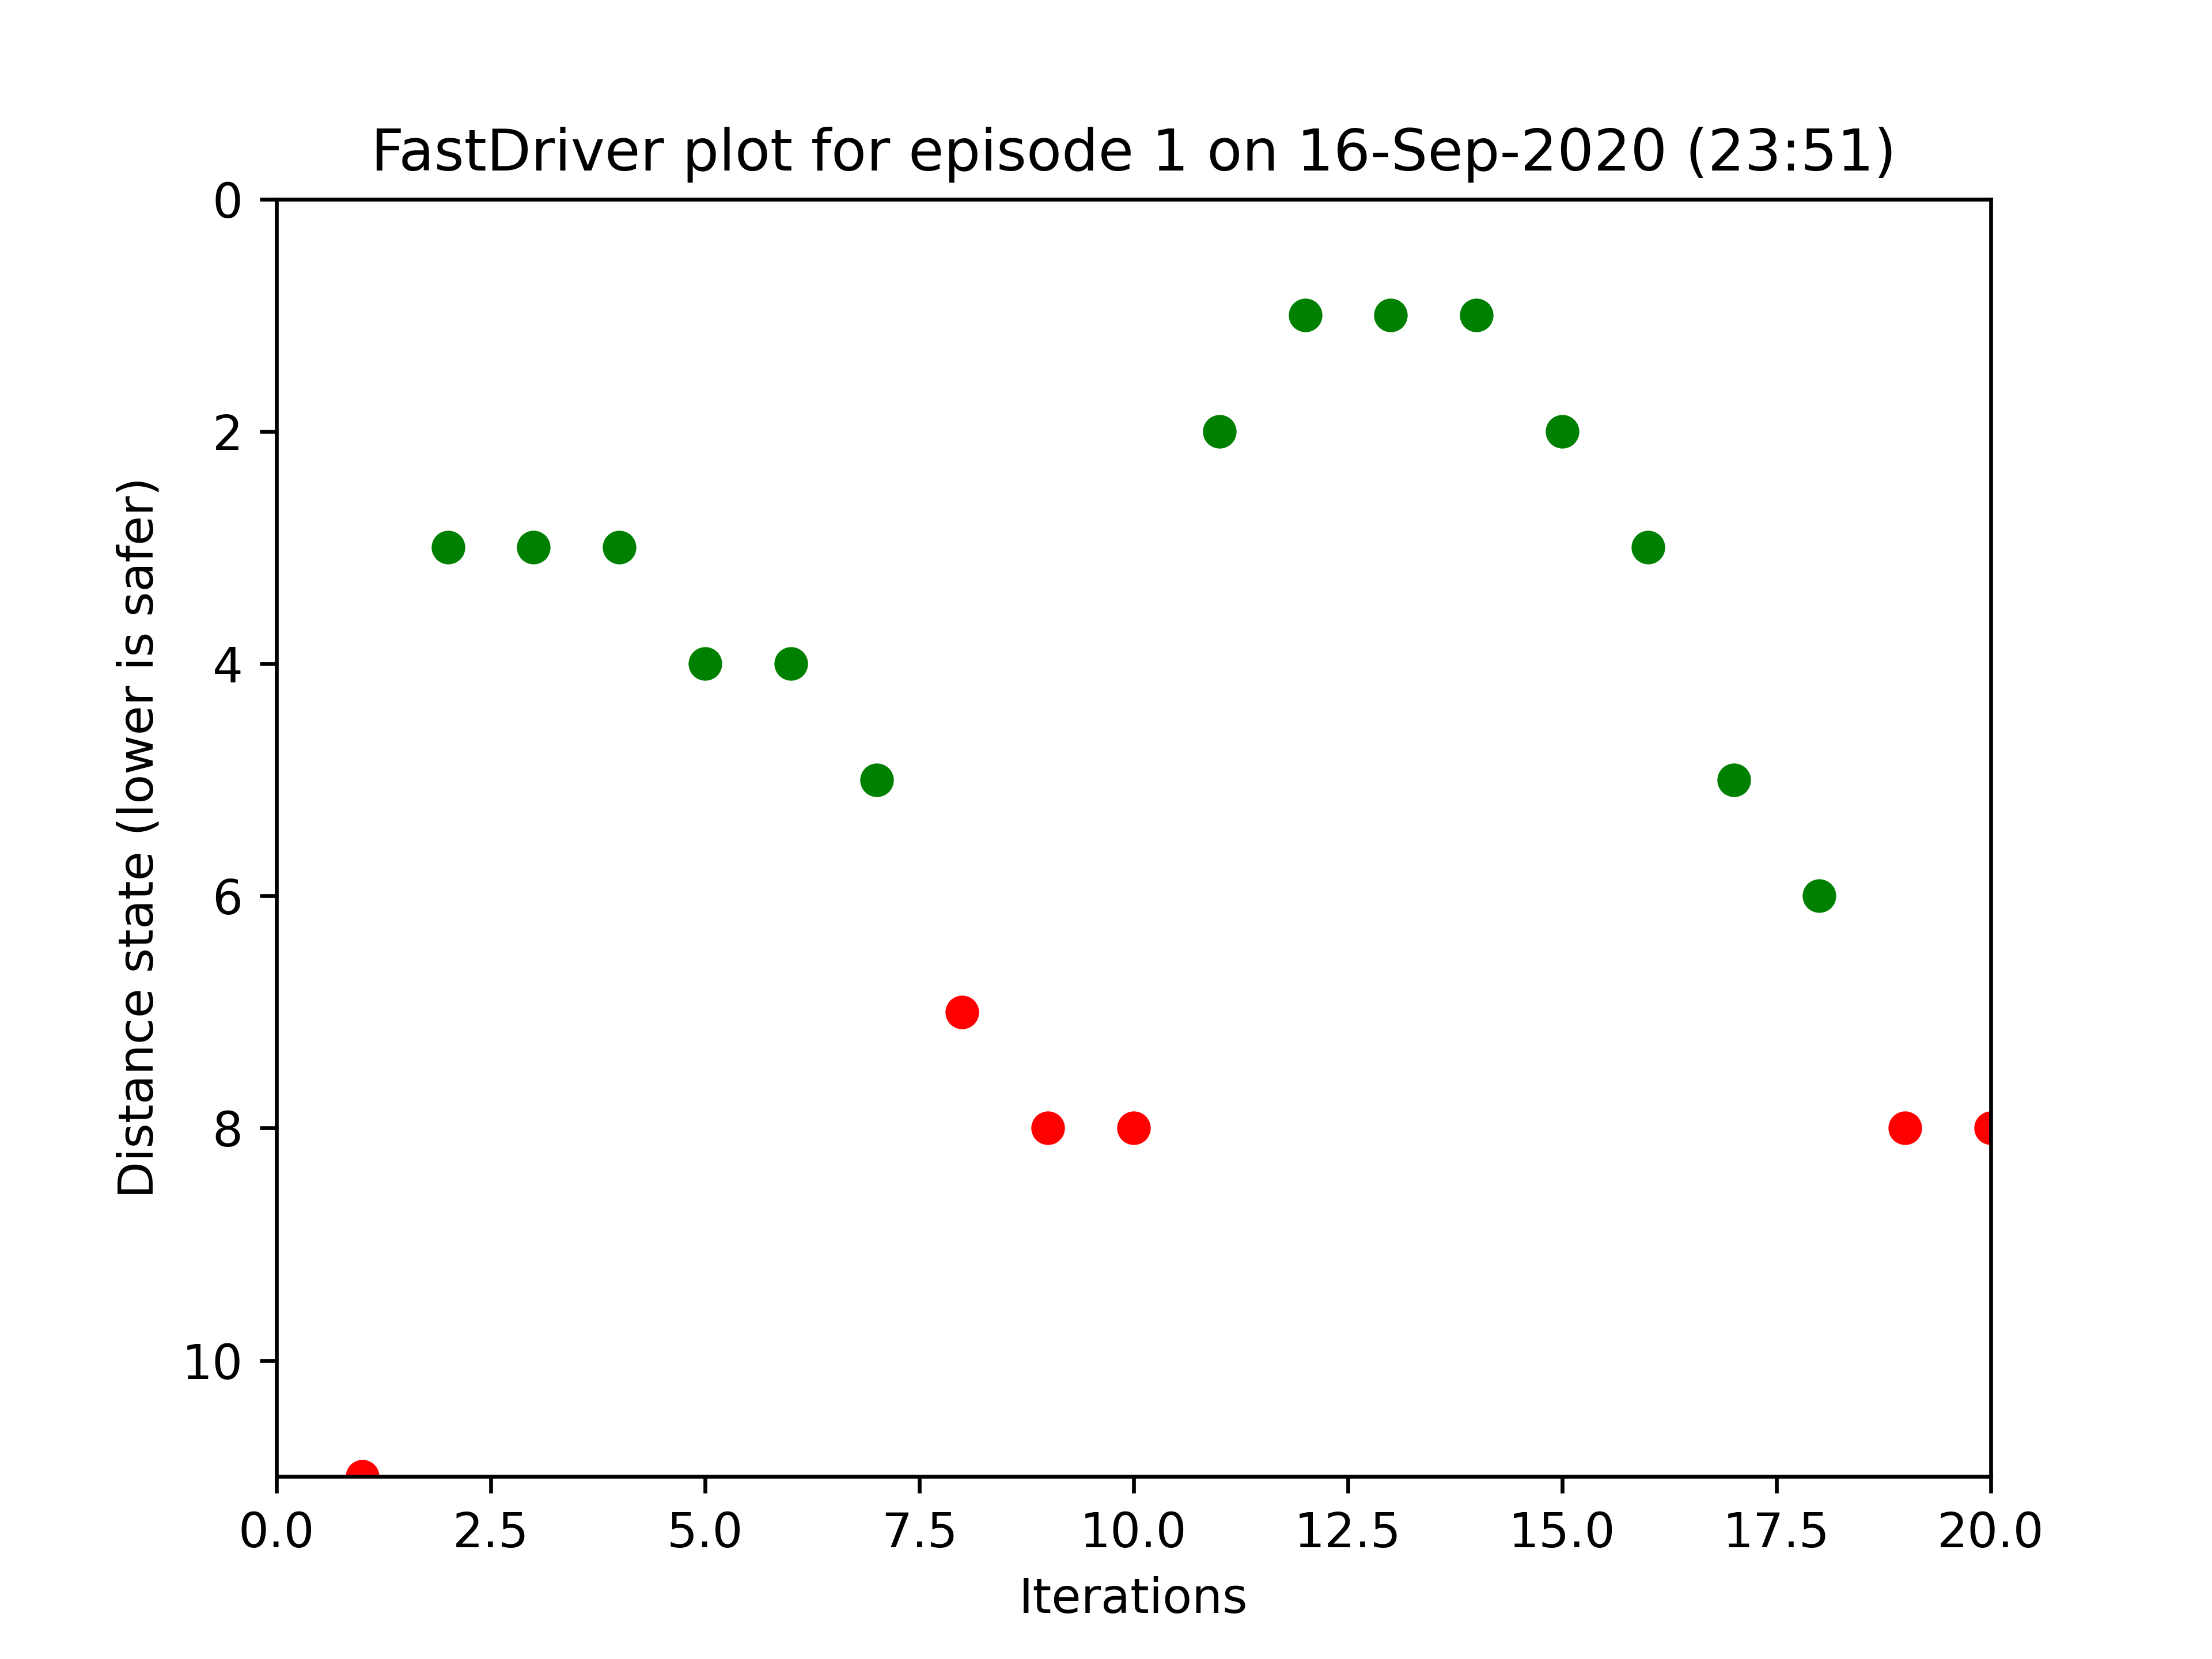 FastDriver plot for episode 1 on 16-Sep-2020 (23:51)
Distance state (lower is safer)
0
2
4
6
8
10
0.0 2.5 5.0 7.5 10.0 12.5 15.0 17.5 20.0
Iterations